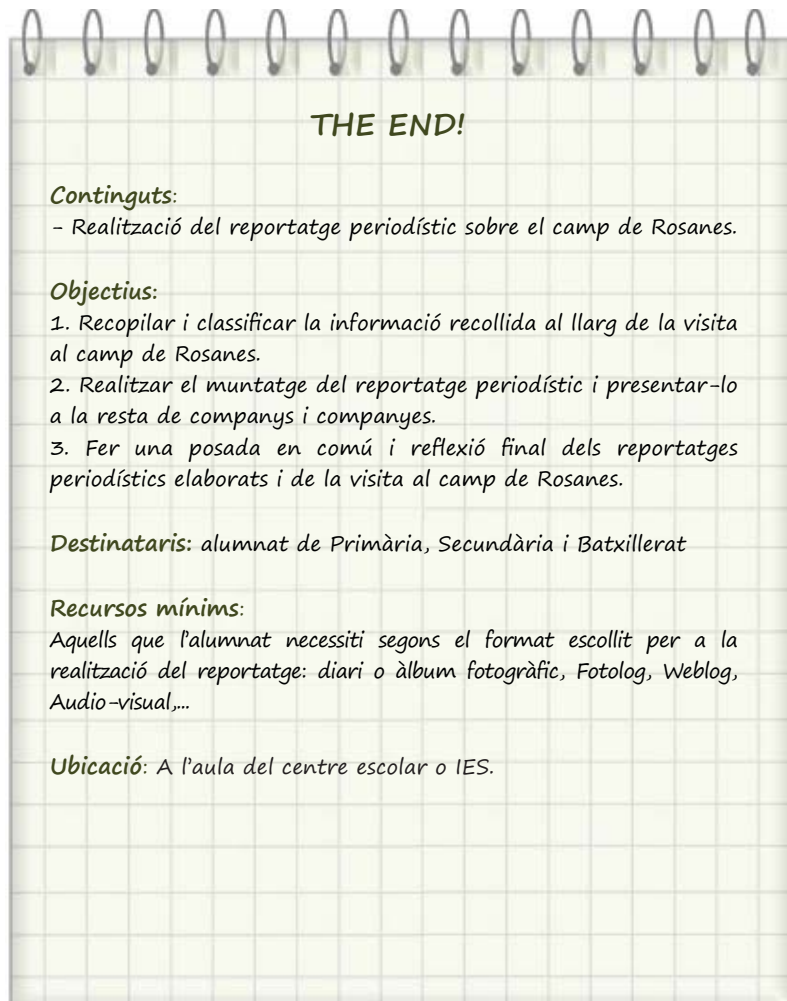 THE END!
Continguts:
- Realització del reportatge periodístic sobre el camp de Rosanes.
Objectius:
1. Recopilar i classificar la informació recollida al llarg de la visita
al camp de Rosanes.
2. Realitzar el muntatge del reportatge periodístic i presentar-lo
a la resta de companys i companyes.
3. Fer una posada en comú i reflexió final dels reportatges
periodístics elaborats i de la visita al camp de Rosanes.
Destinataris: alumnat de Primària, Secundària i Batxillerat
Recursos mínims:
Aquells que l'alumnat necessiti segons el format escollit per a la
realització del reportatge: diari o àlbum fotogràfic, Fotolog, Weblog,
Audio-visual,...
Ubicació: A l'aula del centre escolar o IES.